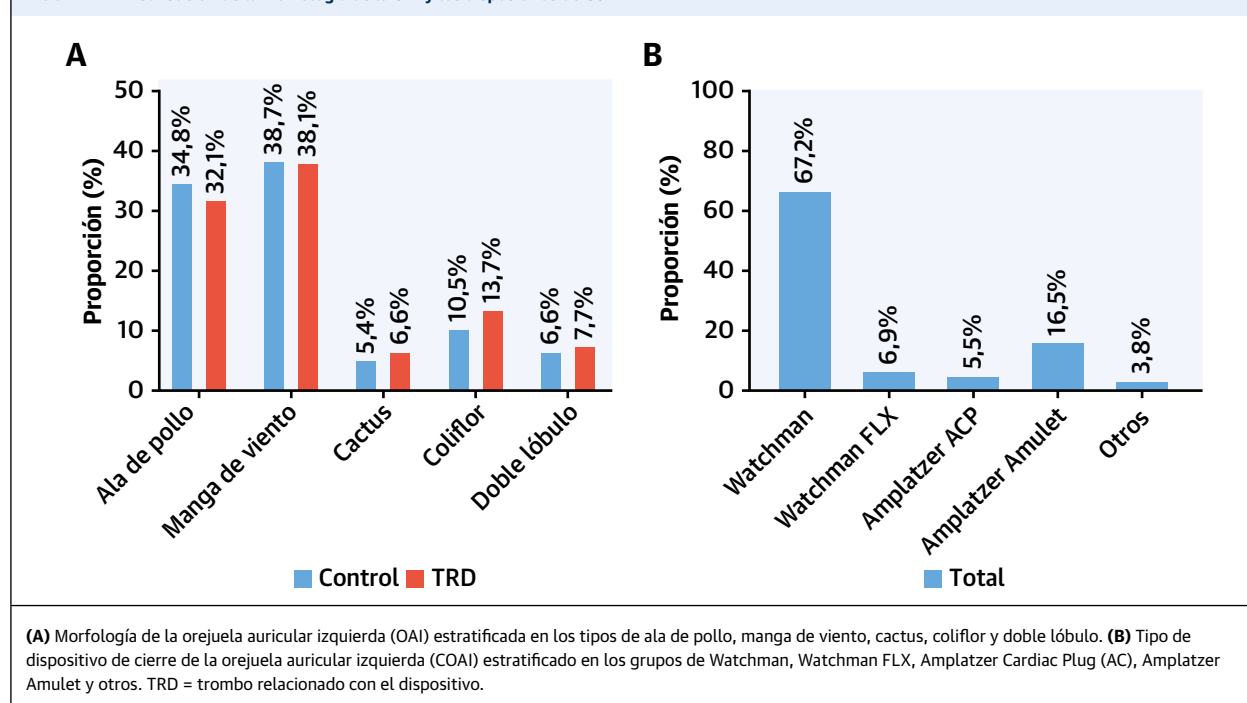 A
Proporción (%)
50
40
30
20
10
0
34,8%
32,1%
38,7%
38,1%
5,4%
6,6%
10,5%
13,7%
6,6%
7,7%
Ala de pollo
Manga de viento
Cactus
Coliflor
Doble lóbulo
Control TRD
B
Proporción (%)
100
80
60
40
20
0
67,2%
6,9%
5,5%
16,5%
3,8%
Watchman
Watchman FLX
Amplatzer ACP
Amplatzer Amulet
Otros
Total
(A) Morfología de la orejuela auricular izquierda (OAI) estratificada en los tipos de ala de pollo, manga de viento, cactus, coliflor y doble lóbulo. (B) Tipo de
dispositivo de cierre de la orejuela auricular izquierda (COAI) estratificado en los grupos de Watchman, Watchman FLX, Amplatzer Cardiac Plug (AC), Amplatzer
Amulet y otros. TRD = trombo relacionado con el dispositivo.